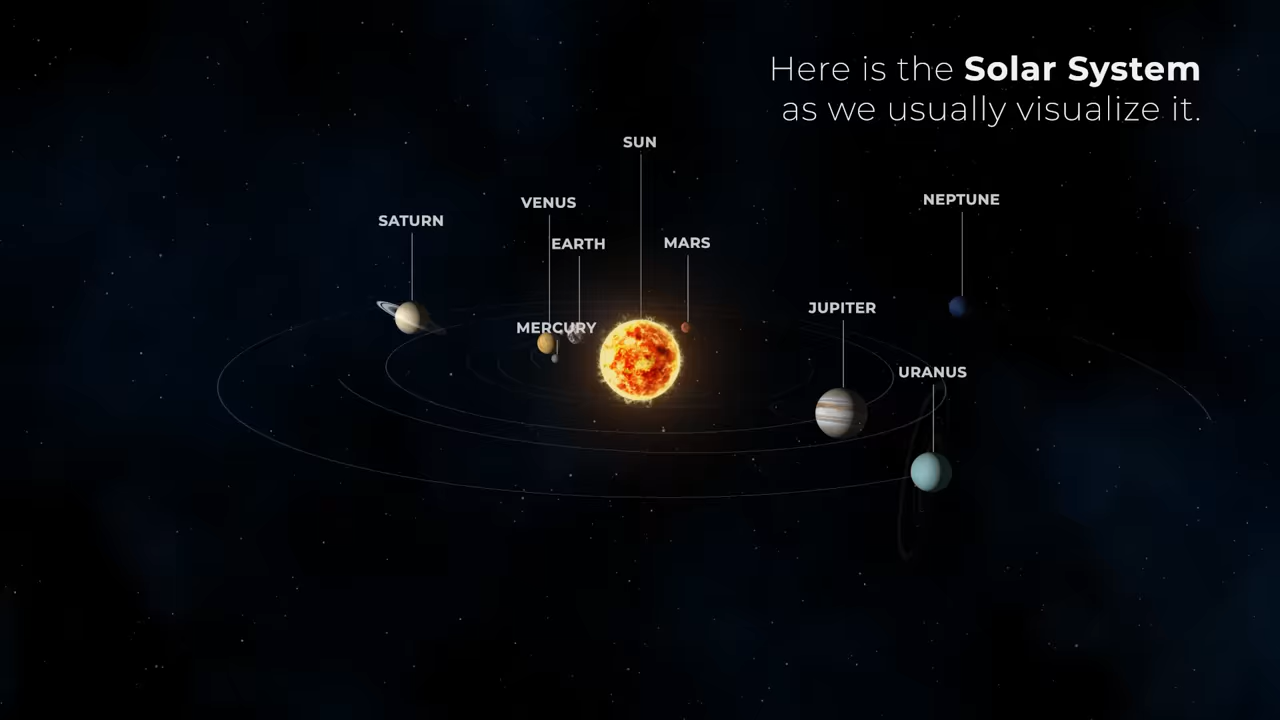 Here is the Solar System
as we usually visualize it.
SUN
NEPTUNE
VENUS
SATURN
EARTH
MARS
JUPITER
MERCURY
URANUS